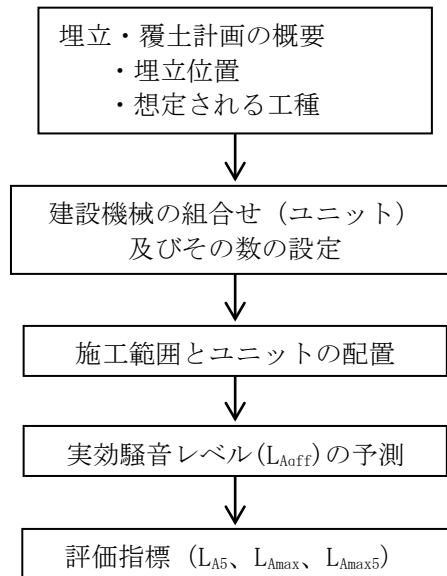 埋立・覆土計画の概要
・埋立位置
・想定される工種
建設機械の組合せ（ユニット）
及びその数の設定
施工範囲とユニットの配置
実効騒音レベル(LAaff)の予測
評価指標（LA5、LAmax、LAmax5）